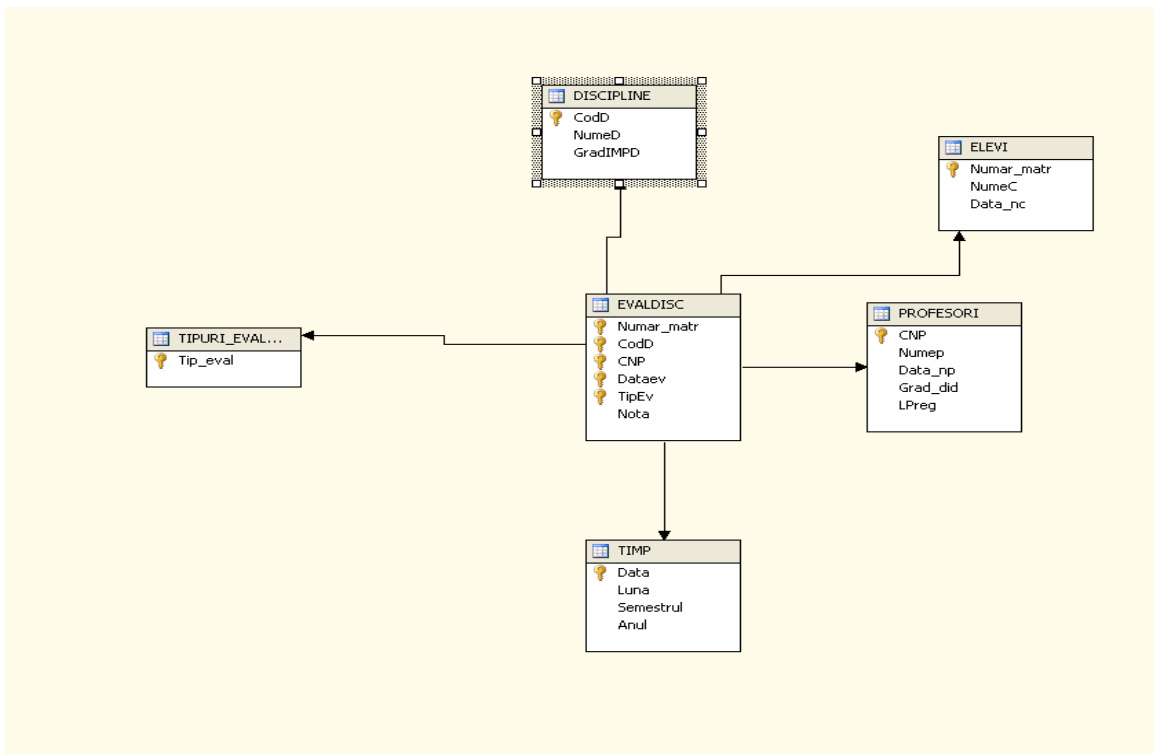 DISCIPLINE
CodD
NumeD
GradIMPD
ELEVI
Numar_matr
NumeC
Data_nc
TIPURI_EVAL...
Tip_eval
EVALDISC
Numar_matr
CodD
CNP
Dataev
TipEv
Nota
PROFESORI
CNP
Numep
Data_np
Grad_did
LPreg
TIMP
Data
Luna
Semestrul
Anul